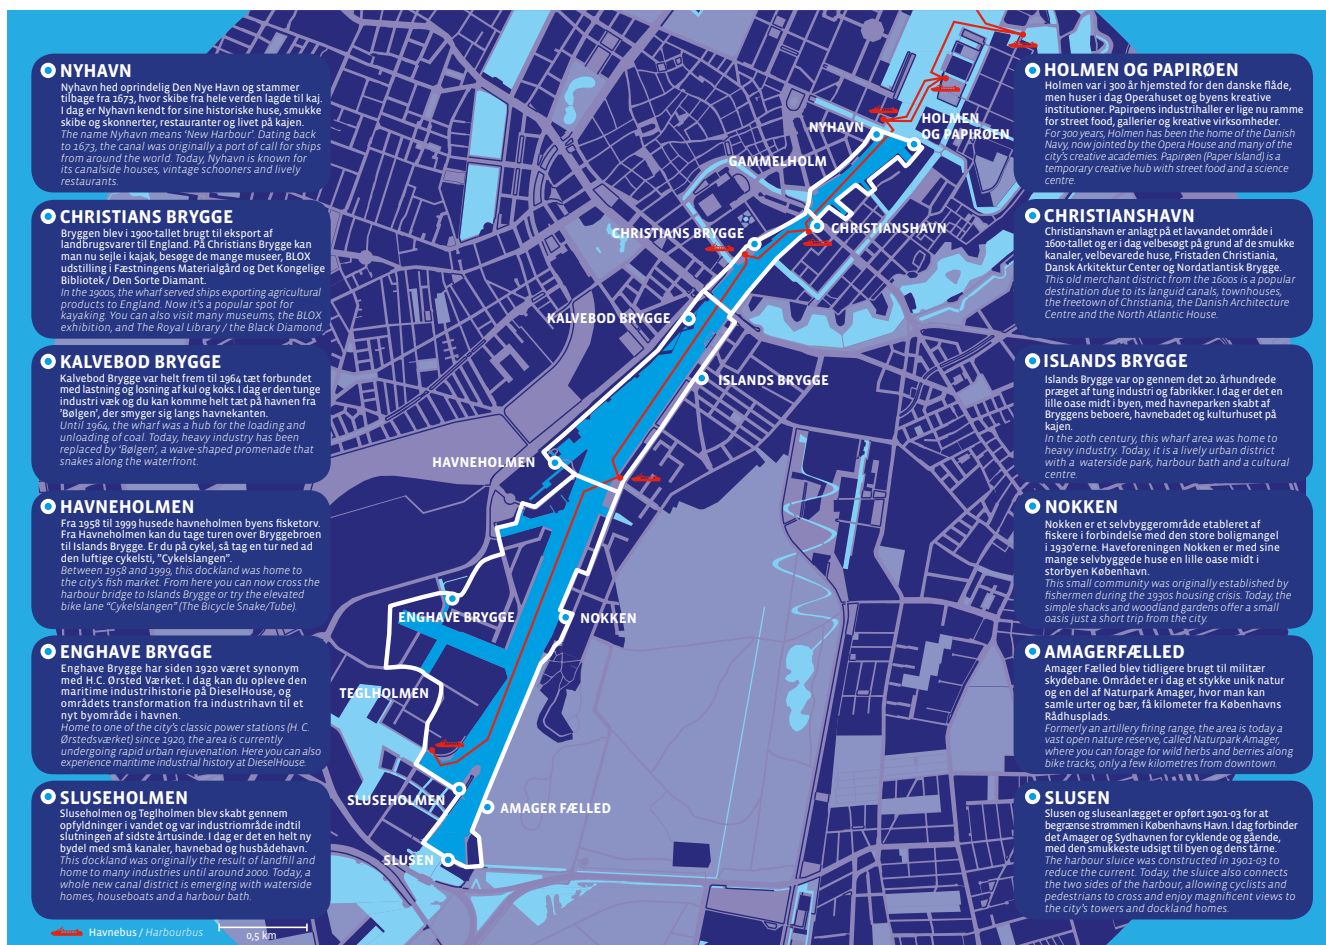 NYHAVN
Nyhavn hed oprindelig Den Nye Havn og stammer
tilbage fra 1673, hvor skibe fra hele verden lagde til kaj.
I dag er Nyhavn kendt for sine historiske huse, smukke
skibe og skonnerter, restauranter og livet på kajen.
The name Nyhavn means ‘New Harbour’. Dating back
to 1673, the canal was originally a port of call for ships
from around the world. Today, Nyhavn is known for
its canalside houses, vintage schooners and lively
restaurants.
CHRISTIANS BRYGGE
Bryggen blev i 1900-tallet brugt til eksport af
landbrugsvarer til England. På Christians Brygge kan
man nu sejle i kajak, besøge de mange museer, BLOX
udstilling i Fæstningens Materialgård og Det Kongelige
Bibliotek / Den Sorte Diamant.
In the 1900s, the wharf served ships exporting agricultural
products to England. Now it’s a popular spot for
kayaking. You can also visit many museums, the BLOX
exhibition, and The Royal Library / the Black Diamond.
KALVEBOD BRYGGE
Kalvebod Brygge var helt frem til 1964 tæt forbundet
med lastning og losning af kul og koks. I dag er den tunge
industri væk og du kan komme helt tæt på havnen fra
’Bølgen’, der smyger sig langs havnekanten.
Until 1964, the wharf was a hub for the loading and
unloading of coal. Today, heavy industry has been
replaced by ‘Bølgen’, a wave-shaped promenade that
snakes along the waterfront.
HAVNEHOLMEN
Fra 1958 til 1999 husede havneholmen byens fisketorv.
Fra Havneholmen kan du tage turen over Bryggebroen
til Islands Brygge. Er du på cykel, så tag en tur ned ad
den luftige cykelsti, ”Cykelslangen”.
Between 1958 and 1999, this dockland was home to
the city’s fish market. From here you can now cross the
harbour bridge to Islands Brygge or try the elevated
bike lane “Cykelslangen” (The Bicycle Snake/Tube).
ENGHAVE BRYGGE
Enghave Brygge har siden 1920 været synonym
med H.C. Ørsted Værket. I dag kan du opleve den
maritime industrihistorie på DieselHouse, og
områdets transformation fra industrihavn til et
nyt byområde i havnen.
Home to one of the city’s classic power stations (H. C.
Ørstedsværket) since 1920, the area is currently
undergoing rapid urban rejuvenation. Here you can also
experience maritime industrial history at DieselHouse.
SLUSEHOLMEN
Sluseholmen og Teglholmen blev skabt gennem
opfyldninger i vandet og var industriområde indtil
slutningen af sidste årtusinde. I dag er det en helt ny
bydel med små kanaler, havnebad og husbådehavn.
This dockland was originally the result of landfill and
home to many industries until around 2000. Today, a
whole new canal district is emerging with waterside
homes, houseboats and a harbour bath.
Havnebus / Harbourbus
0,5 km
NYHAVN
HOLMEN
OG PAPIRØEN
GAMMELHOLM
CHRISTIANS BRYGGE
CHRISTIANSHAVN
KALVEBOD BRYGGE
ISLANDS BRYGGE
HAVNEHOLMEN
ENGHAVE BRYGGE
NOKKEN
TEGLHOLMEN
SLUSEHOLMEN
AMAGER FÆLLED
SLUSEN
HOLMEN OG PAPIRØEN
Holmen var i 300 år hjemsted for den danske flåde,
men huser i dag Operahuset og byens kreative
institutioner. Papirøens industrihaller er lige nu ramme
for street food, gallerier og kreative virksomheder.
For 300 years, Holmen has been the home of the Danish
Navy, now jointed by the Opera House and many of the
city’s creative academies. Papirøen (Paper Island) is a
temporary creative hub with street food and a science
centre.
CHRISTIANSHAVN
Christianshavn er anlagt på et lavvandet område i
1600-tallet og er i dag velbesøgt på grund af de smukke
kanaler, velbevarede huse, Fristaden Christiania,
Dansk Arkitektur Center og Nordatlantisk Brygge.
This old merchant district from the 1600s is a popular
destination due to its languid canals, townhouses,
the freetown of Christiania, the Danish Architecture
Centre and the North Atlantic House.
ISLANDS BRYGGE
Islands Brygge var op gennem det 20. århundrede
præget af tung industri og fabrikker. I dag er det en
lille oase midt i byen, med havneparken skabt af
Bryggens beboere, havnebadet og kulturhuset på
kajen.
In the 20th century, this wharf area was home to
heavy industry. Today, it is a lively urban district
with a waterside park, harbour bath and a cultural
centre.
NOKKEN
Nokken er et selvbyggerområde etableret af
fiskere i forbindelse med den store boligmangel
i 1930’erne. Haveforeningen Nokken er med sine
mange selvbyggede huse en lille oase midt i
storbyen København.
This small community was originally established by
fishermen during the 1930s housing crisis. Today, the
simple shacks and woodland gardens offer a small
oasis just a short trip from the city.
AMAGERFÆLLED
Amager Fælled blev tidligere brugt til militær
skydebane. Området er i dag et stykke unik natur
og en del af Naturpark Amager, hvor man kan
samle urter og bær, få kilometer fra Københavns
Rådhusplads.
Formerly an artillery firing range, the area is today a
vast open nature reserve, called Naturpark Amager,
where you can forage for wild herbs and berries along
bike tracks, only a few kilometres from downtown.
SLUSEN
Slusen og sluseanlægget er opført 1901-03 for at
begrænse strømmen i Københavns Havn. I dag forbinder
det Amager og Sydhavnen for cyklende og gående,
med den smukkeste udsigt til byen og dens tårne.
The harbour sluice was constructed in 1901-03 to
reduce the current. Today, the sluice also connects
the two sides of the harbour, allowing cyclists and
pedestrians to cross and enjoy magnificent views to
the city’s towers and dockland homes.